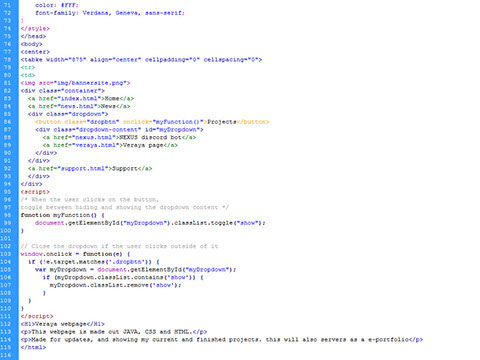 71 color: #FFF;
72 font-family: Verdana, Geneva, sans-serif;
73 }
74 </style>
75 </head>
76 <body>
77 <center>
78 <tabke width="875" align="center" cellpadding="0" cellspacing="0">
79 <tr>
80 <td>
81 <img src="img/bannersite.png">
82 <div class="container">
83 <a href="index.html">Home</a>
84 <a href="news.html">News</a>
85 <div class="dropdown">
86 <button class="dropbtn" onclick="myFunction()">Projects</button>
87 <div class="dropdown-content" id="myDropdown">
88 <a href="nexus.html">NEXUS discord bot</a>
89 <a href="veraya.html">Veraya page</a>
90 </div>
91 </div>
92 <a href="support.html">Support</a>
93 </div>
94 </div>
95 <script>
96 /* When the user clicks on the button,
97 toggle between hiding and showing the dropdown content */
98 function myFunction() {
99 document.getElementById("myDropdown").classList.toggle("show");
100 }
101
102 // Close the dropdown if the user clicks outside of it
103 window.onclick = function(e) {
104 if (!e.target.matches('.dropbtn')) {
105 var myDropdown = document.getElementById("myDropdown");
106 if (myDropdown.classList.contains('show')) {
107 myDropdown.classList.remove('show');
108 }
109 }
110 }
111 </script>
112 <H1>Veraya webpage</H1>
113 <p>This webpage is made out JAVA, CSS and HTML.</p>
114 <p>Made for updates, and showing my current and finished projects. this will also servers as a e-portfolio</p>
115 </html>
116